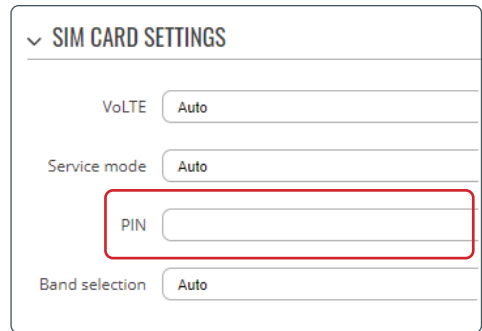 SIM CARD SETTINGS
VoLTE Auto
Service mode Auto
PIN
Band selection Auto